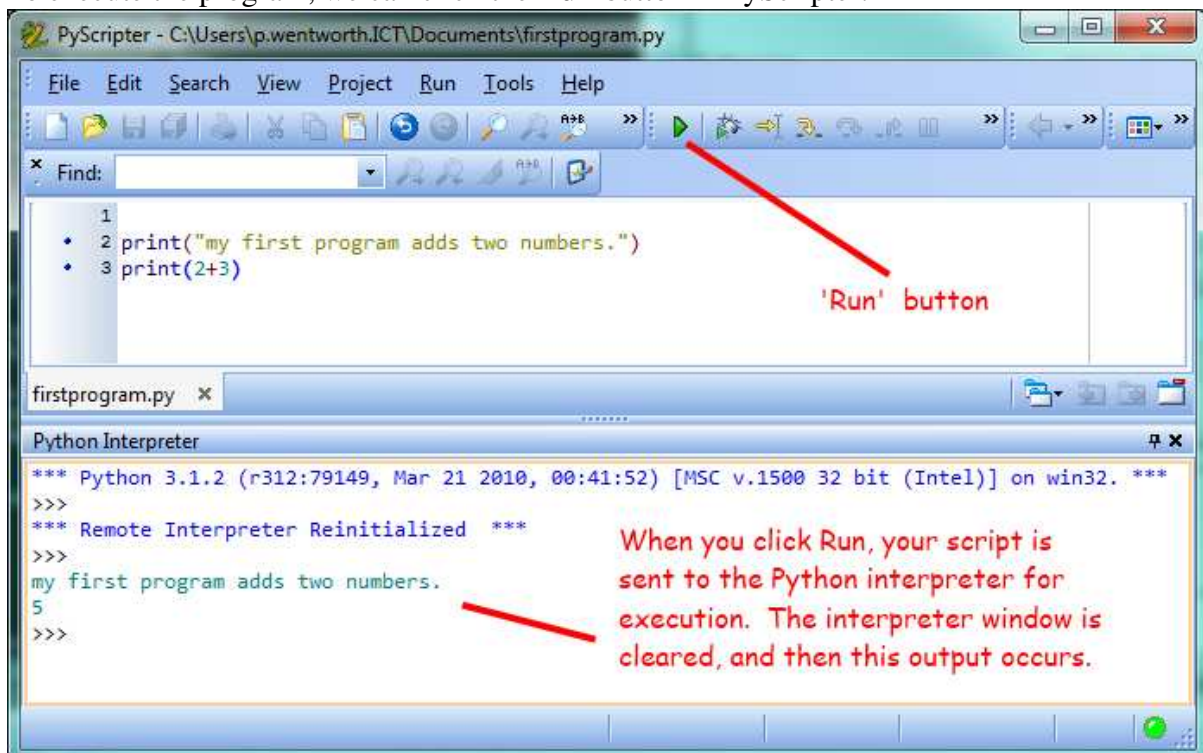 PyScripter - C:\Users\p.wentworth.ICT\Documents\firstprogram.py
File Edit Search View Project Run Tools Help
Find:
1
2 print("my first program adds two numbers.")
3 print(2+3)
'Run' button
firstprogram.py
Python Interpreter
*** Python 3.1.2 (r312:79149, Mar 21 2010, 00:41:52) [MSC v.1500 32 bit (Intel)] on win32. ***
>>>
*** Remote Interpreter Reinitialized ***
>>>
my first program adds two numbers.
5
>>>
When you click Run, your script is
sent to the Python interpreter for
execution. The interpreter window is
cleared, and then this output occurs.